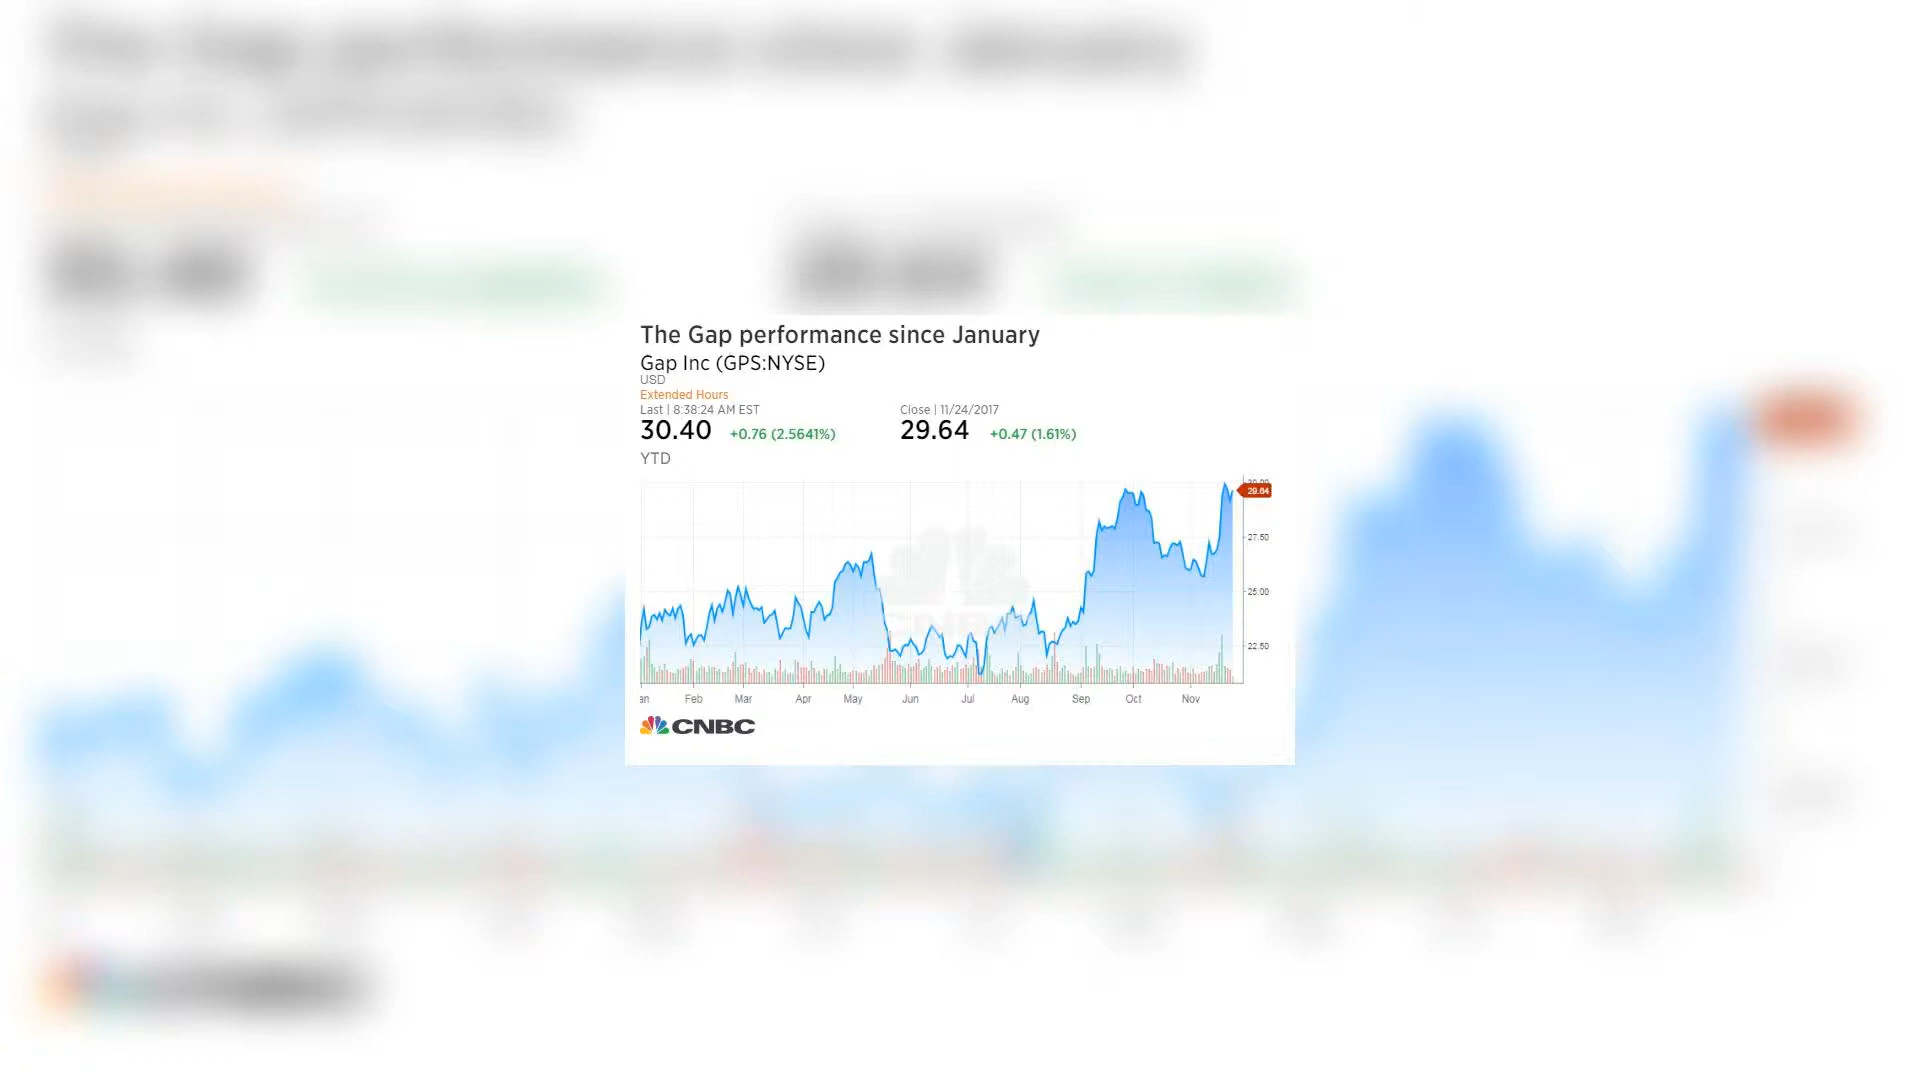 The Gap performance since January
Gap Inc (GPS:NYSE)
USD
Extended Hours
Last | 8:38:24 AM EST
Close | 11/24/2017
30.40 +0.76 (2.5641%)
29.64 +0.47 (1.61%)
YTD
29.64
27.50
25.00
22.50
CNBC
an Feb Mar Apr May Jun Jul Aug Sep Oct Nov
CNBC